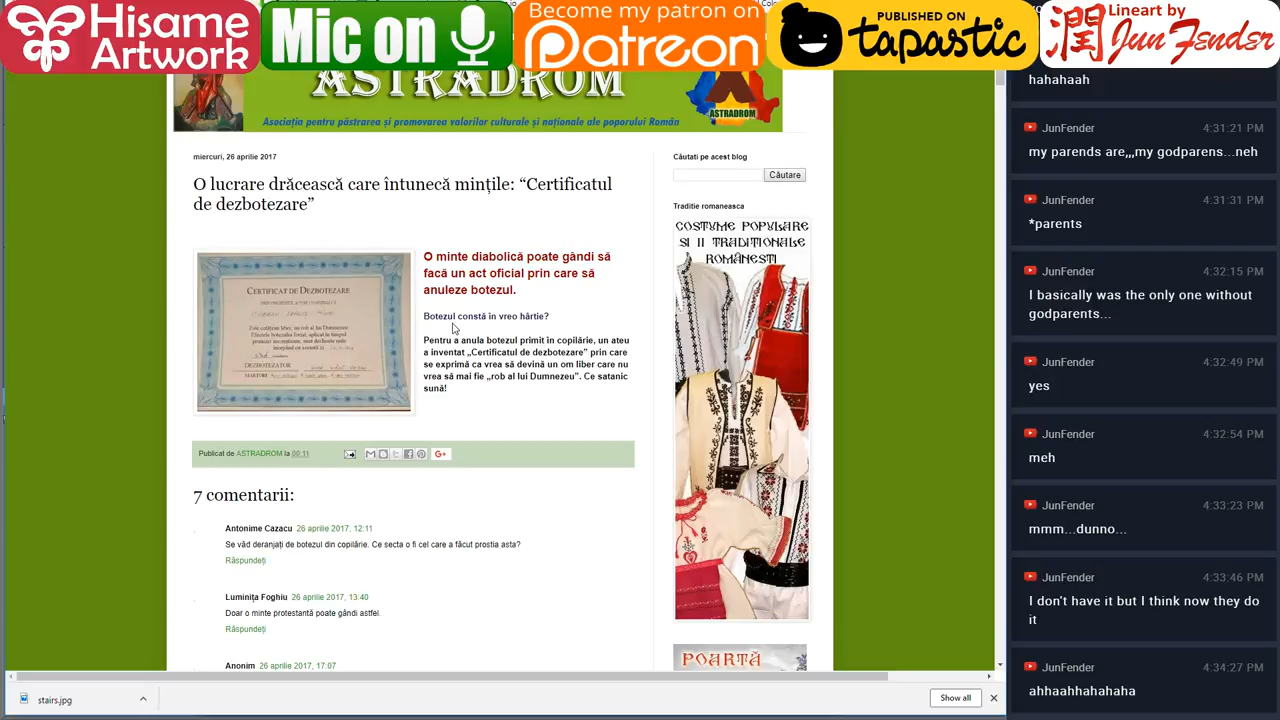 Hisame
Artwork
Mic on
Become my patron on
Patreon
PUBLISHED ON
tapastic
Lineart by
潤 JunFender
ASTRADROM
ASTRADROM
Asociația pentru păstrarea și promovarea valorilor culturale și naționale ale poporului Român
miercuri, 26 aprilie 2017
O lucrare drăcească care întunecă mințile: “Certificatul
de dezbotezare”
CERTIFICAT DE DEZBOTEZARE
DEZBOTEZATOR
MARTORI
O minte diabolică poate gândi să
facă un act oficial prin care să
anuleze botezul.
Botezul constă în vreo hârtie?
Pentru a anula botezul primit în copilărie, un ateu
a inventat „Certificatul de dezbotezare” prin care
se exprimă ca vrea să devină un om liber care nu
vrea să mai fie „rob al lui Dumnezeu”. Ce satanic
sună!
Publicat de ASTRADROM la 00:11
G+
7 comentarii:
Antonime Cazacu 26 aprilie 2017, 12:11
Se văd deranjați de botezul din copilărie. Ce secta o fi cel care a făcut prostia asta?
Răspundeți
Luminița Foghiu 26 aprilie 2017, 13:40
Doar o minte protestantă poate gândi astfel.
Răspundeți
Anonim 26 aprilie 2017, 17:07
Căutați pe acest blog
Căutare
Traditie romaneasca
COSTUME POPULARE
SI II TRADITIONALE
ROMÂNESTI
POARTĂ
hahahaah
JunFender 4:31:21 PM
my parends are,,,my godparens...neh
JunFender 4:31:31 PM
*parents
JunFender 4:32:15 PM
I basically was the only one without
godparents...
JunFender 4:32:49 PM
yes
JunFender 4:32:54 PM
meh
JunFender 4:33:23 PM
mmm...dunno...
JunFender 4:33:46 PM
I don't have it but I think now they do
it
JunFender 4:34:27 PM
ahhaahhahahaha
stairs.jpg
Show all